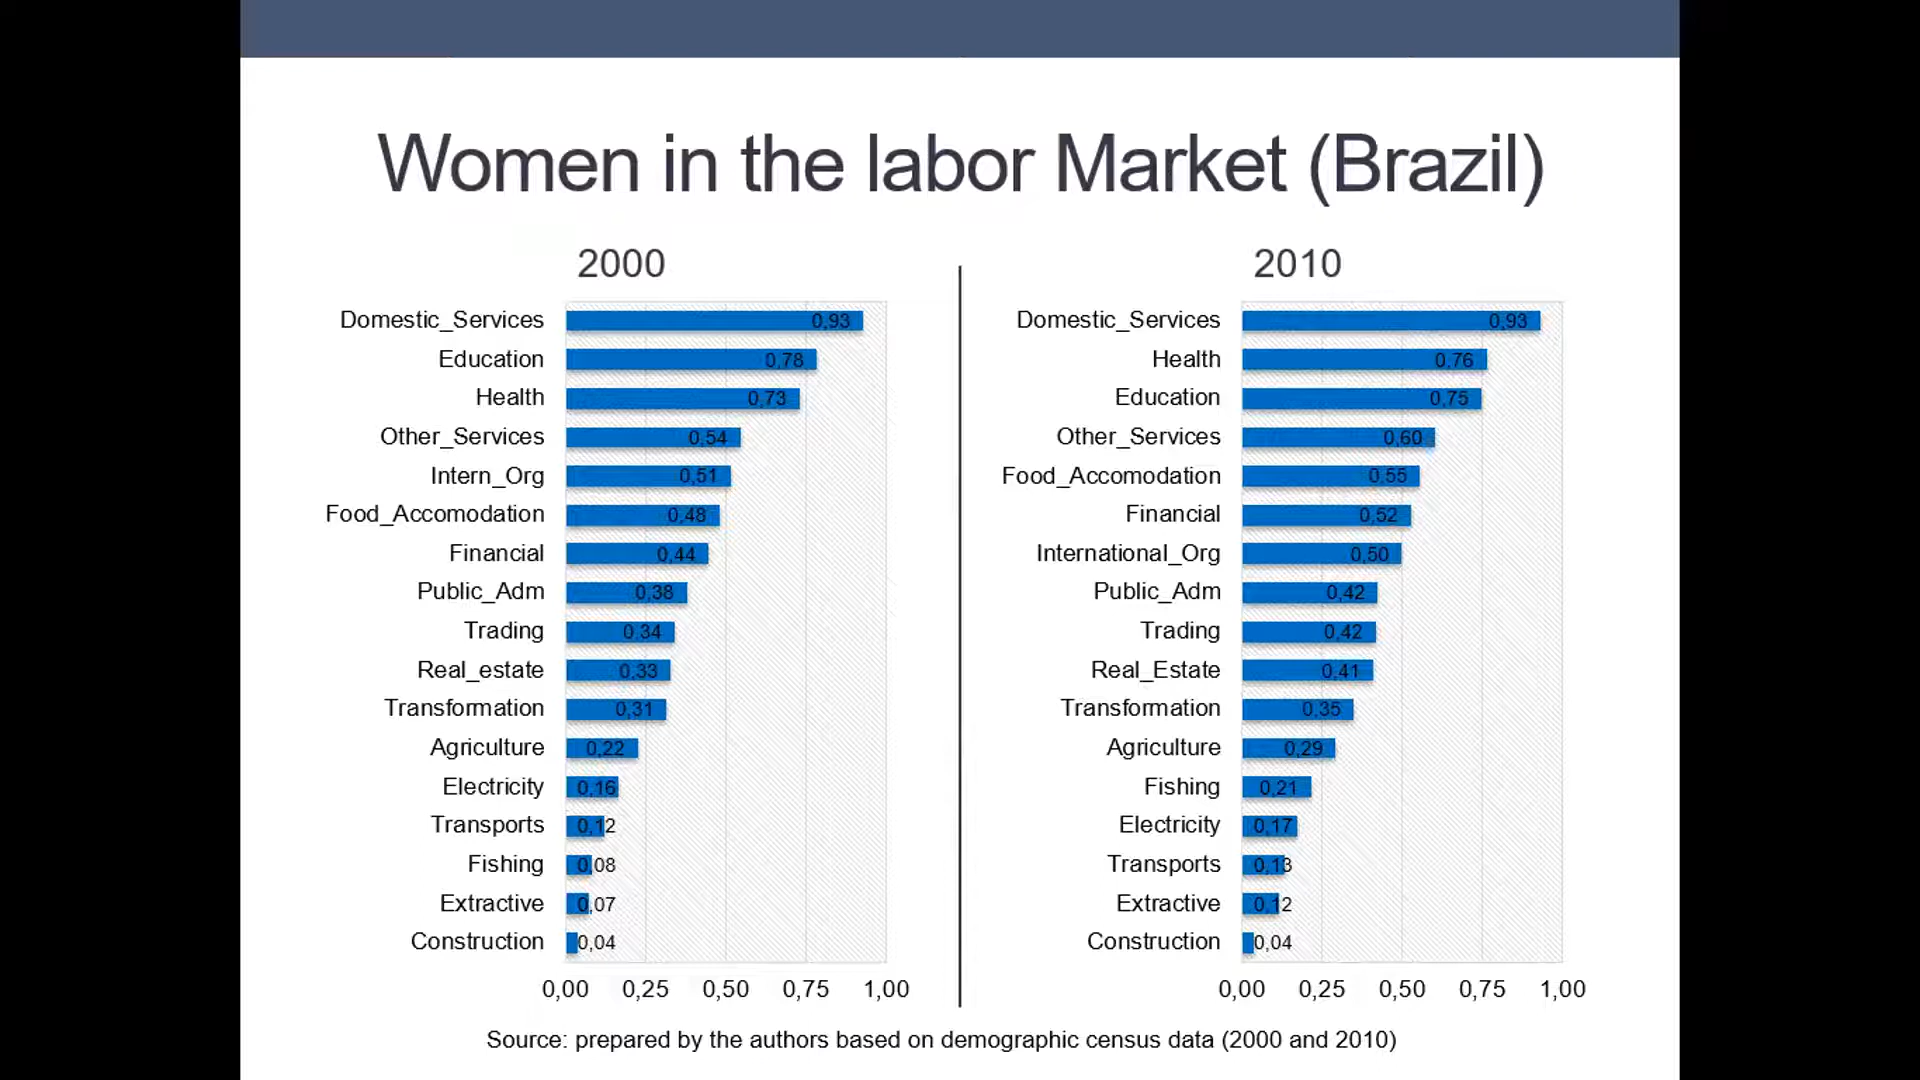 Women in the labor Market (Brazil)
2000
Domestic_Services 0,93
Education 0,78
Health 0,73
Other_Services 0,54
Intern_Org 0,51
Food_Accomodation 0,48
Financial 0,44
Public_Adm 0,38
Trading 0,34
Real_estate 0,33
Transformation 0,31
Agriculture 0,22
Electricity 0,16
Transports 0,12
Fishing 0,08
Extractive 0,07
Construction 0,04
0,00 0,25 0,50 0,75 1,00
2010
Domestic_Services 0,93
Health 0,76
Education 0,75
Other_Services 0,60
Food_Accomodation 0,55
Financial 0,52
International_Org 0,50
Public_Adm 0,42
Trading 0,42
Real_Estate 0,41
Transformation 0,35
Agriculture 0,29
Fishing 0,21
Electricity 0,17
Transports 0,13
Extractive 0,12
Construction 0,04
0,00 0,25 0,50 0,75 1,00
Source: prepared by the authors based on demographic census data (2000 and 2010)